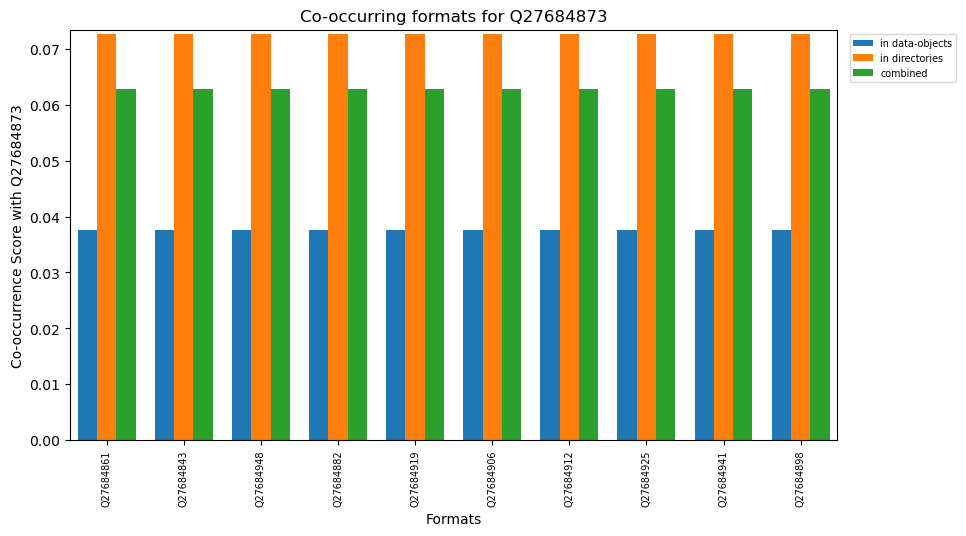 Co-occurring formats for Q27684873
in data-objects
in directories
combined
Co-occurrence Score with Q27684873
0.07
0.06
0.05
0.04
0.03
0.02
0.01
0.00
Q27684861
Q27684843
Q27684948
Q27684882
Q27684919
Q27684906
Q27684912
Q27684925
Q27684941
Q27684898
Formats